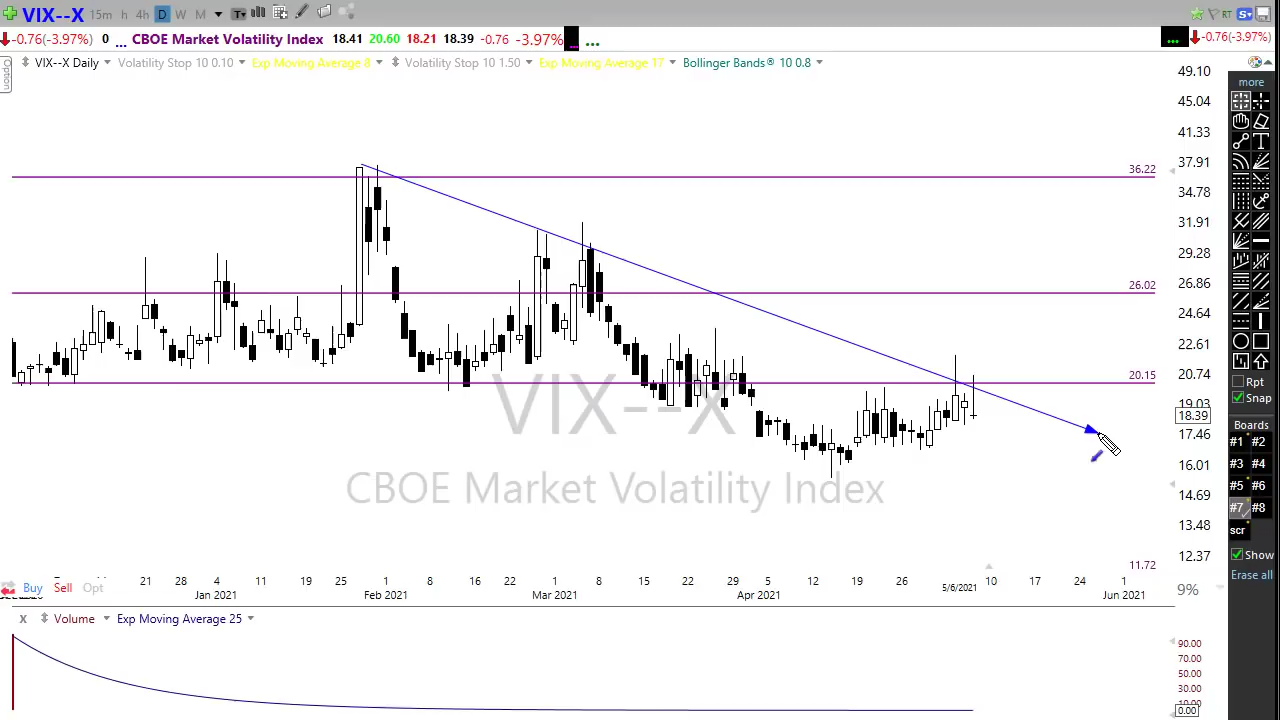 VIX--X 15m h 4h D W M T RT S
-0.76(-3.97%) 0 ... CBOE Market Volatility Index 18.41 20.60 18.21 18.39 -0.76 -3.97% ... ... -0.76(-3.97%)
Option
VIX--X Daily Volatility Stop 10 0.10 Exp Moving Average 8 Volatility Stop 10 1.50 Exp Moving Average 17 Bollinger Bands® 10 0.8
more
49.10
45.04
41.33
37.91
36.22
34.78
31.91
29.28
26.86
26.02
24.64
22.61
20.74
20.15
19.03
18.39
17.46
16.01
14.69
13.48
12.37
11.72
VIX--X
CBOE Market Volatility Index
Rpt
Snap
Boards
#1 #2
#3 #4
#5 #6
#7 #8
scr
Show
Erase all
21 28 4 11 19 25 1 8 16 22 1 8 15 22 29 5 12 19 26 5/6/2021 10 17 24 1
Jan 2021 Feb 2021 Mar 2021 Apr 2021 Jun 2021
Buy Sell Opt
9%
X Volume Exp Moving Average 25
90.00
70.00
50.00
30.00
10.00
0.00